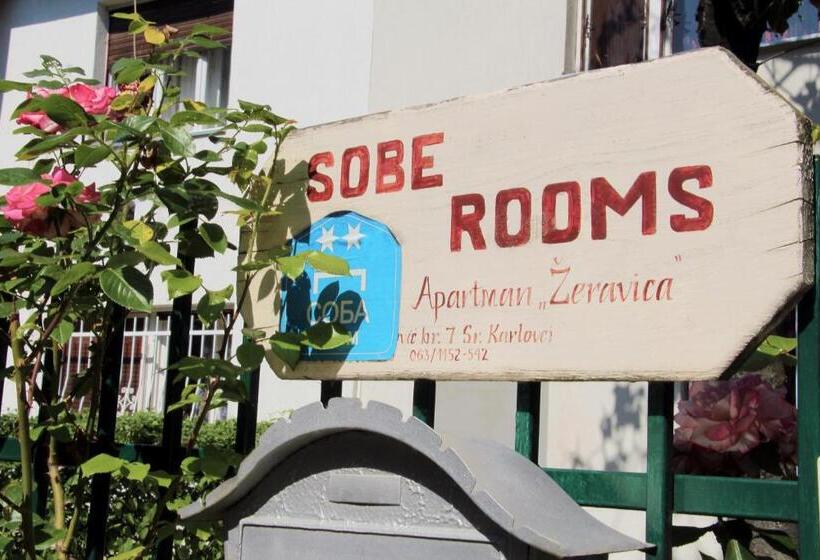 SOBE
ROOMS
СОБА
Apartman „Žeravica”
br. 7 Sr. Karlovci
063/1152-542